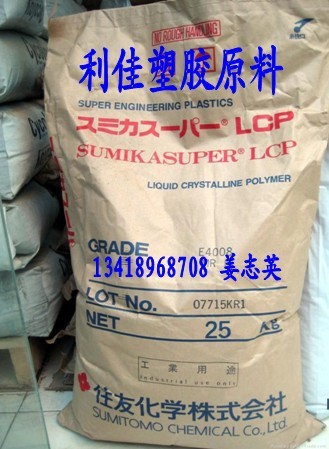 NO ROUGH HANDLING
利佳塑胶原料
SUPER ENGINEERING PLASTICS
スミカスーパー® LCP
SUMIKASUPER® LCP
LIQUID CRYSTALLINE POLYMER
GRADE E4008
13418968708 姜志英
LOT No. 07715KR1
NET 25 Kg
工業用途
Industrial use only
住友化学株式会社
SUMITOMO CHEMICAL Co., Ltd.